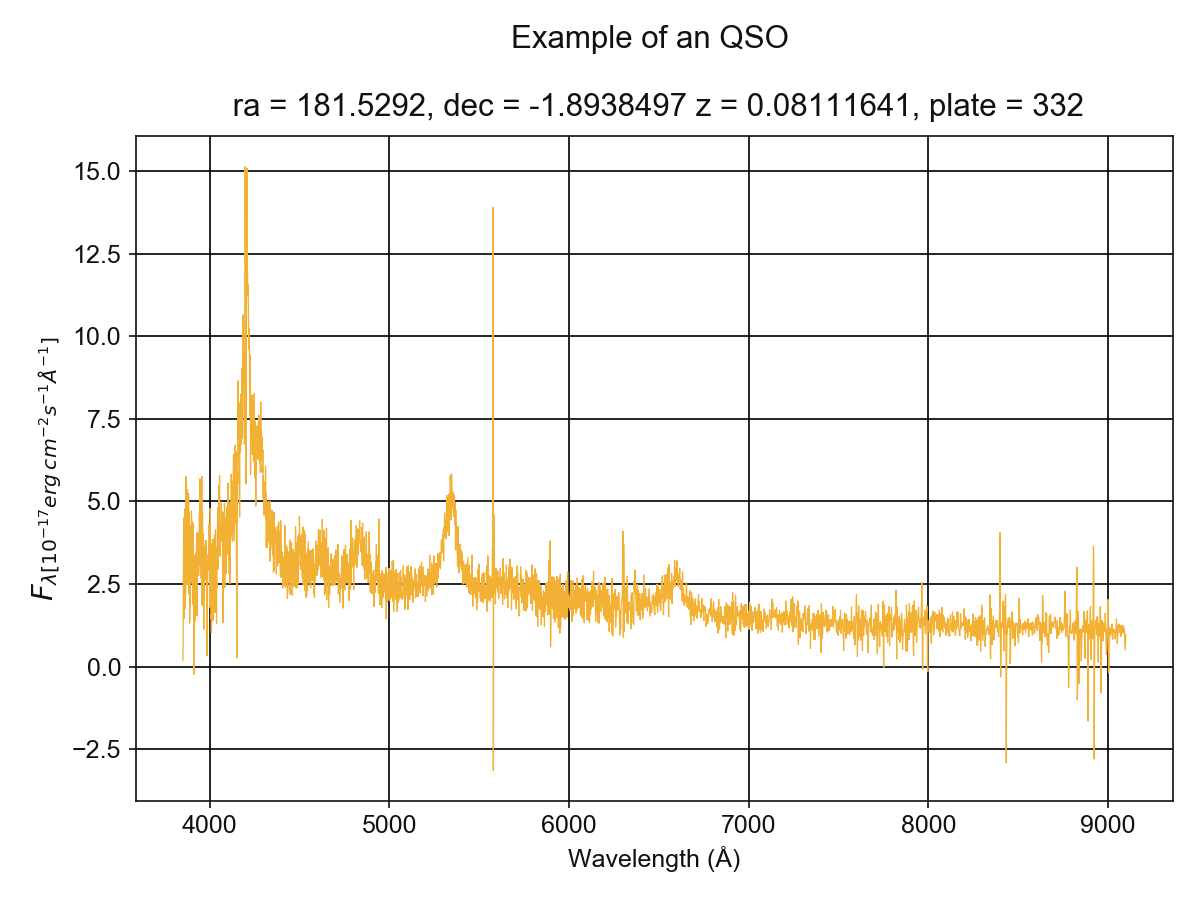 Example of an QSO
ra = 181.5292, dec = -1.8938497 z = 0.08111641, plate = 332
15.0
12.5
10.0
7.5
5.0
2.5
0.0
−2.5
F_{λ[10^{−17} erg cm^{−2}s^{−1}Å^{−1}]}
4000 5000 6000 7000 8000 9000
Wavelength (Å)